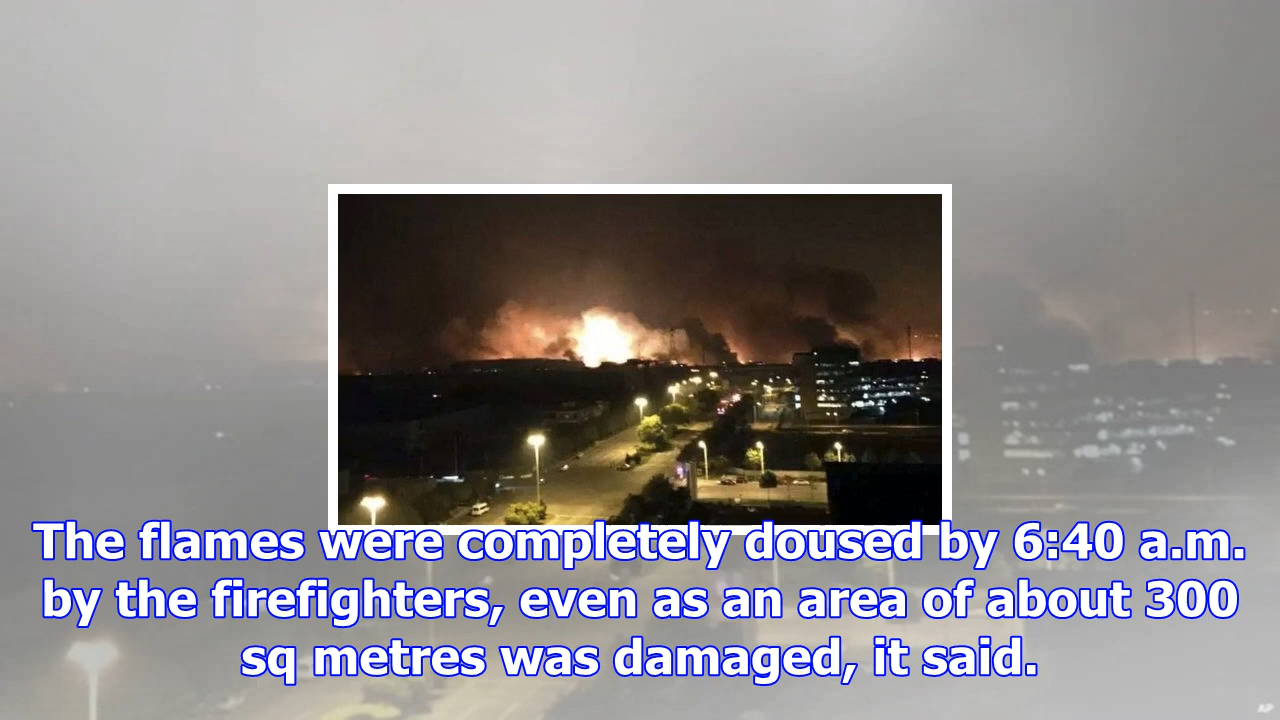 The flames were completely doused by 6:40 a.m.
by the firefighters, even as an area of about 300
sq metres was damaged, it said.
AP